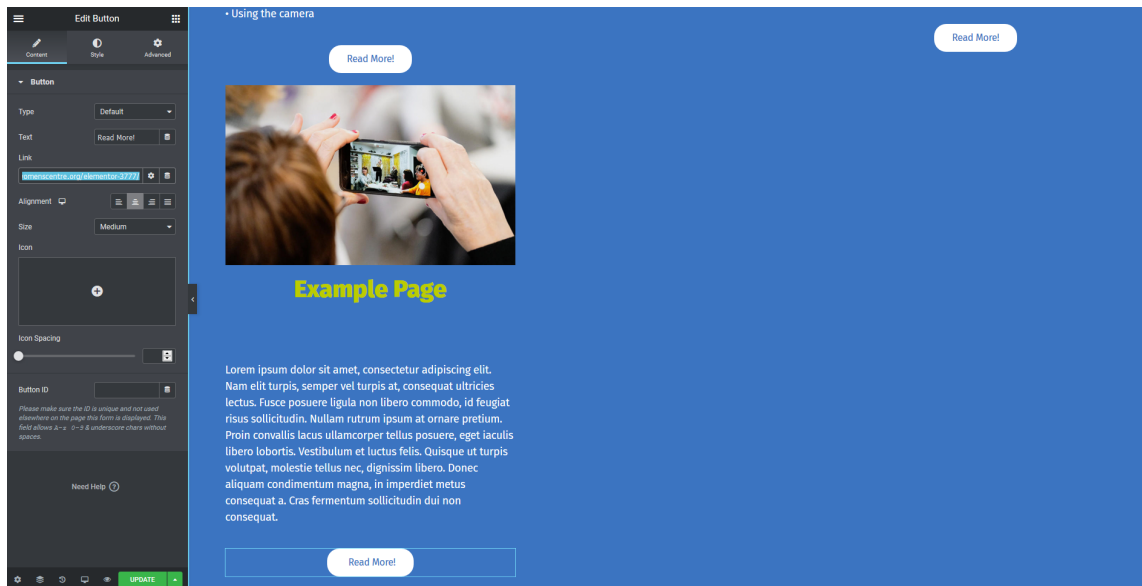 Edit Button
Content
Style
Advanced
Button
Type
Default
Text
Read More!
Link
omenscentre.org/elementor-3777/
Alignment
Size
Medium
Icon
Icon Spacing
Button ID
Please make sure the ID is unique and not used
elsewhere on the page this form is displayed. This
field allows A-z 0-9 & underscore chars without
spaces.
Need Help
UPDATE
• Using the camera
Read More!
Example Page
Lorem ipsum dolor sit amet, consectetur adipiscing elit.
Nam elit turpis, semper vel turpis at, consequat ultricies
lectus. Fusce posuere ligula non libero commodo, id feugiat
risus sollicitudin. Nullam rutrum ipsum at ornare pretium.
Proin convallis lacus ullamcorper tellus posuere, eget iaculis
libero lobortis. Vestibulum et luctus felis. Quisque ut turpis
volutpat, molestie tellus nec, dignissim libero. Donec
aliquam condimentum magna, in imperdiet metus
consequat a. Cras fermentum sollicitudin dui non
consequat.
Read More!
Read More!